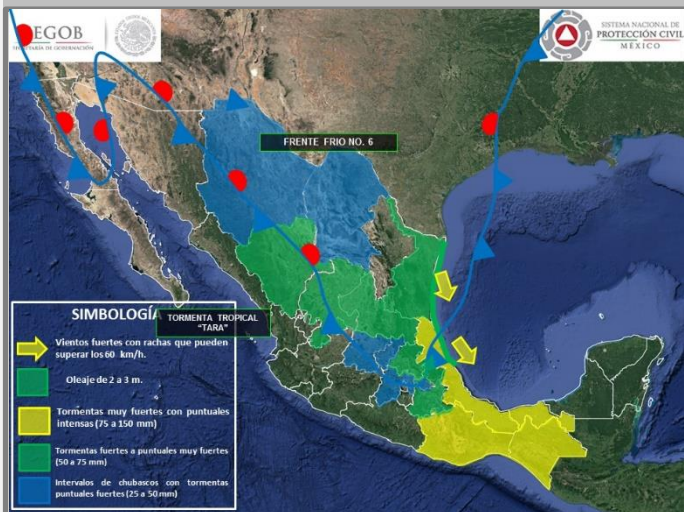 EGOB
SECRETARÍA DE GOBERNACIÓN
SISTEMA NACIONAL DE
PROTECCIÓN CIVIL
MÉXICO
FRENTE FRIO NO. 6
TORMENTA TROPICAL
"TARA"
SIMBOLOGÍA
Vientos fuertes con rachas que pueden
superar los 60 km/h.
Oleaje de 2 a 3 m.
Tormentas muy fuertes con puntuales
intensas (75 a 150 mm)
Tormentas fuertes a puntuales muy fuertes
(50 a 75 mm)
Intervalos de chubascos con tormentas
puntuales fuertes (25 a 50 mm)